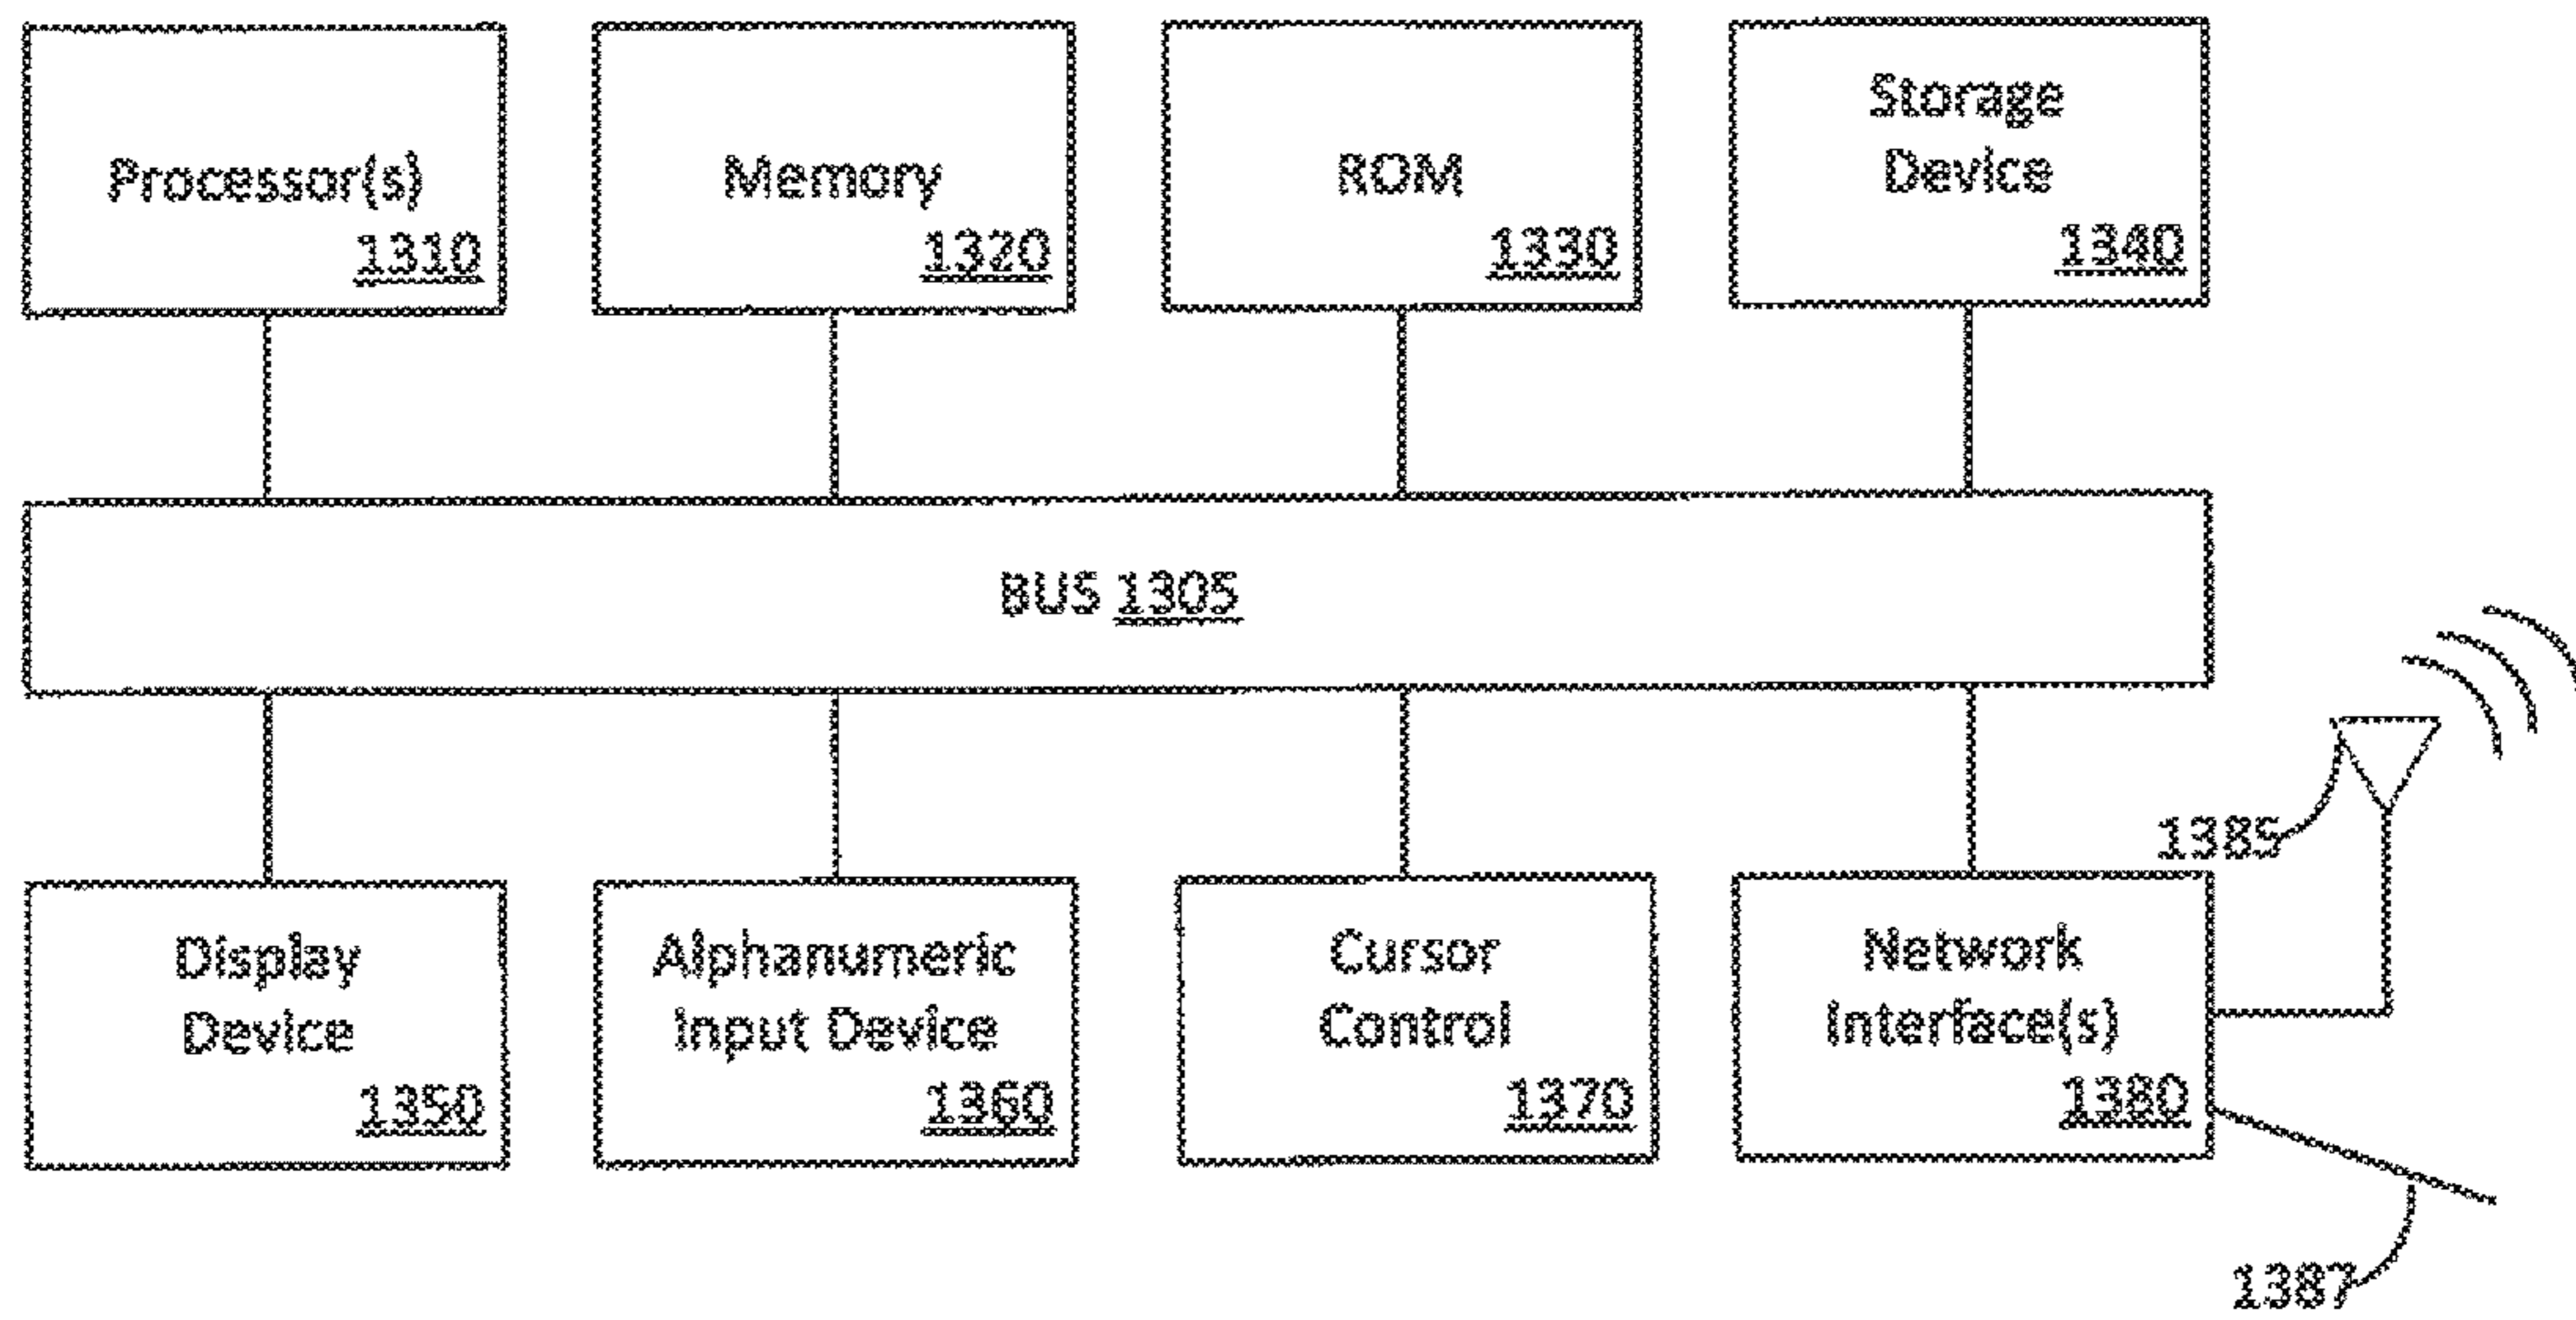 Processor(s)
1310
Memory
1320
ROM
1330
Storage
Device
1340
BUS 1305
1385
Display
Device
1350
Alphanumeric
Input Device
1360
Cursor
Control
1370
Network
Interface(s)
1380
1387